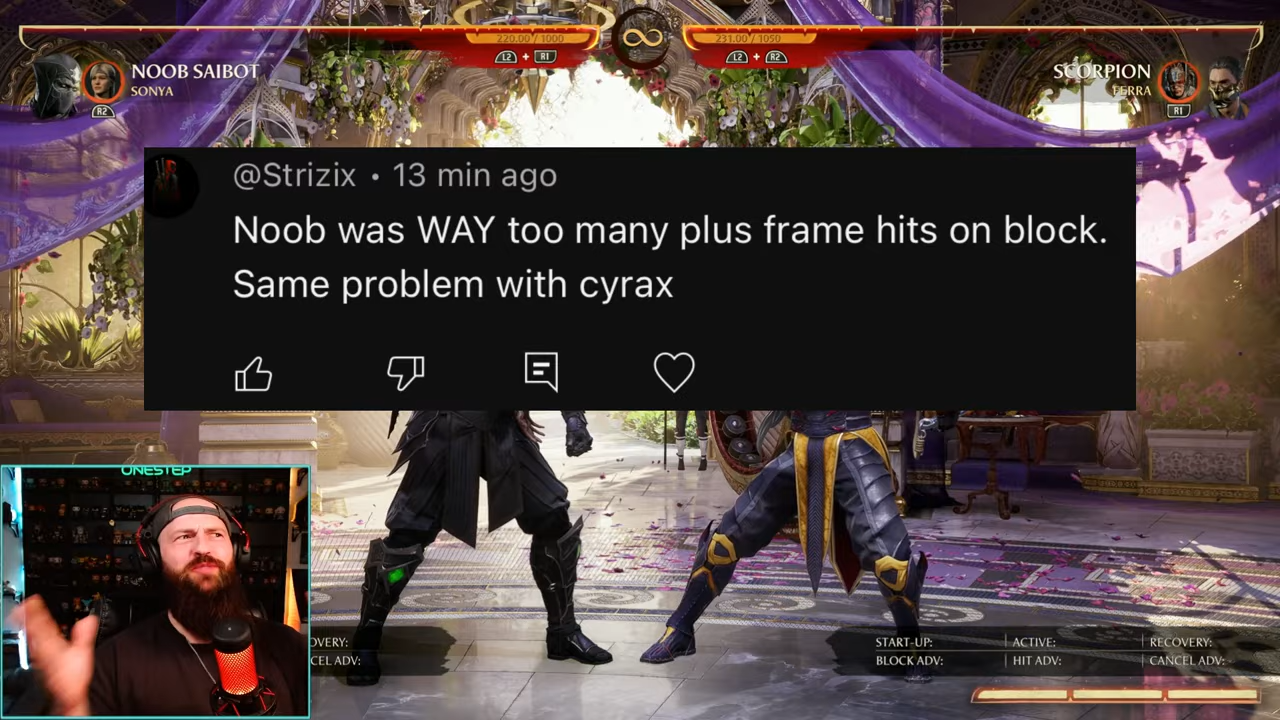 220.00 / 1000
231.00 / 1050
L2 + R1
L2 + R2
NOOB SAIBOT
SONYA
R2
SCORPION
FERRA
R1
@Strizix • 13 min ago
Noob was WAY too many plus frame hits on block.
Same problem with cyrax
ONESTEP
OVERY:
CEL ADV:
START-UP: ACTIVE: RECOVERY:
BLOCK ADV: HIT ADV: CANCEL ADV: